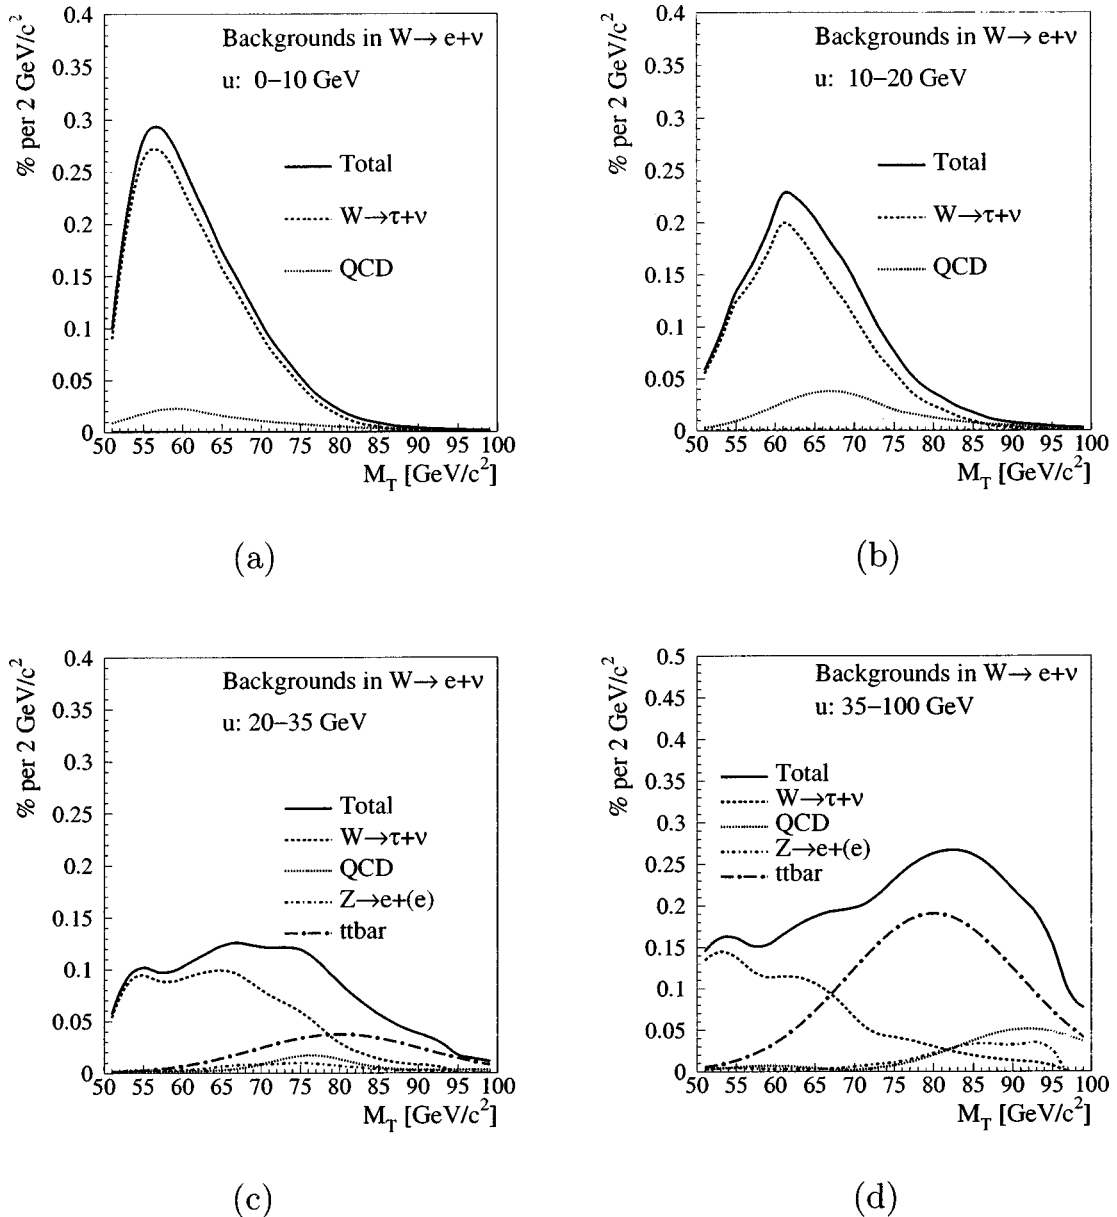 % per 2 GeV/c²
0.4
0.35
0.3
0.25
0.2
0.15
0.1
0.05
0
Backgrounds in W→ e+ν
u: 0–10 GeV
Total
W→τ+ν
QCD
50 55 60 65 70 75 80 85 90 95 100
M_T [GeV/c²]
(a)
% per 2 GeV/c²
0.4
0.35
0.3
0.25
0.2
0.15
0.1
0.05
0
Backgrounds in W→ e+ν
u: 10–20 GeV
Total
W→τ+ν
QCD
50 55 60 65 70 75 80 85 90 95 100
M_T [GeV/c²]
(b)
% per 2 GeV/c²
0.4
0.35
0.3
0.25
0.2
0.15
0.1
0.05
0
Backgrounds in W→ e+ν
u: 20–35 GeV
Total
W→τ+ν
QCD
Z→e+(e)
ttbar
50 55 60 65 70 75 80 85 90 95 100
M_T [GeV/c²]
(c)
% per 2 GeV/c²
0.5
0.45
0.4
0.35
0.3
0.25
0.2
0.15
0.1
0.05
0
Backgrounds in W→ e+ν
u: 35–100 GeV
Total
W→τ+ν
QCD
Z→e+(e)
ttbar
50 55 60 65 70 75 80 85 90 95 100
M_T [GeV/c²]
(d)